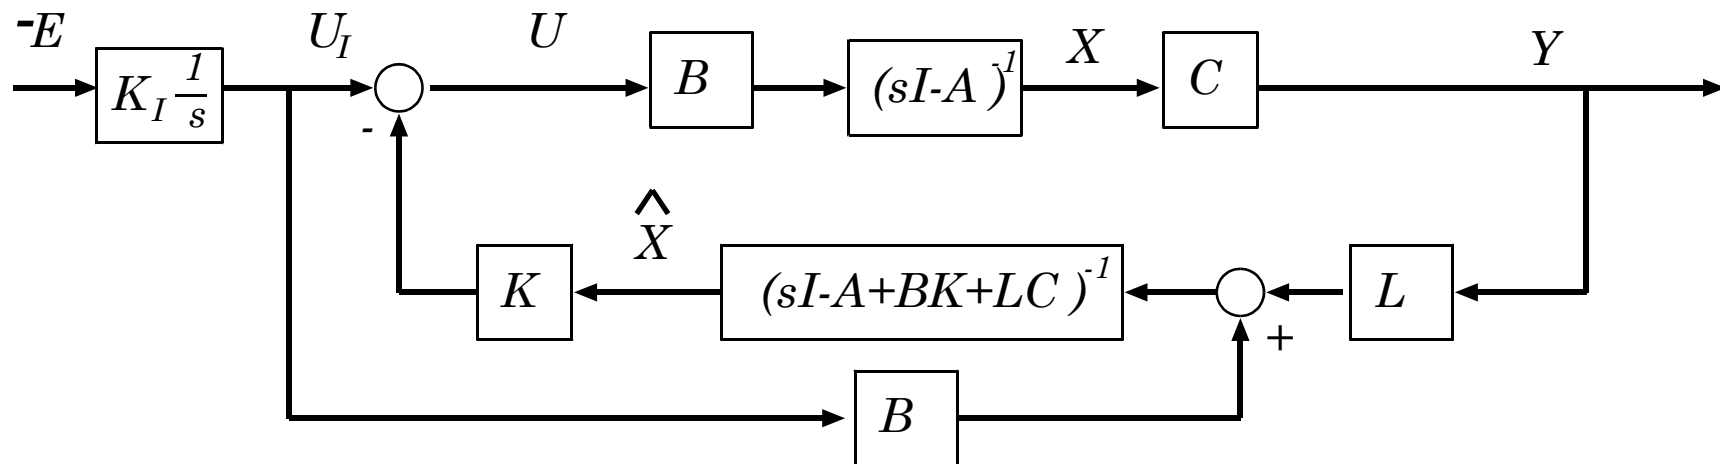 -E
U_I
U
X
Y
K_I 1/s
B
(sI-A)^-1
C
-
X̂
K
(sI-A+BK+LC)^-1
L
+
B